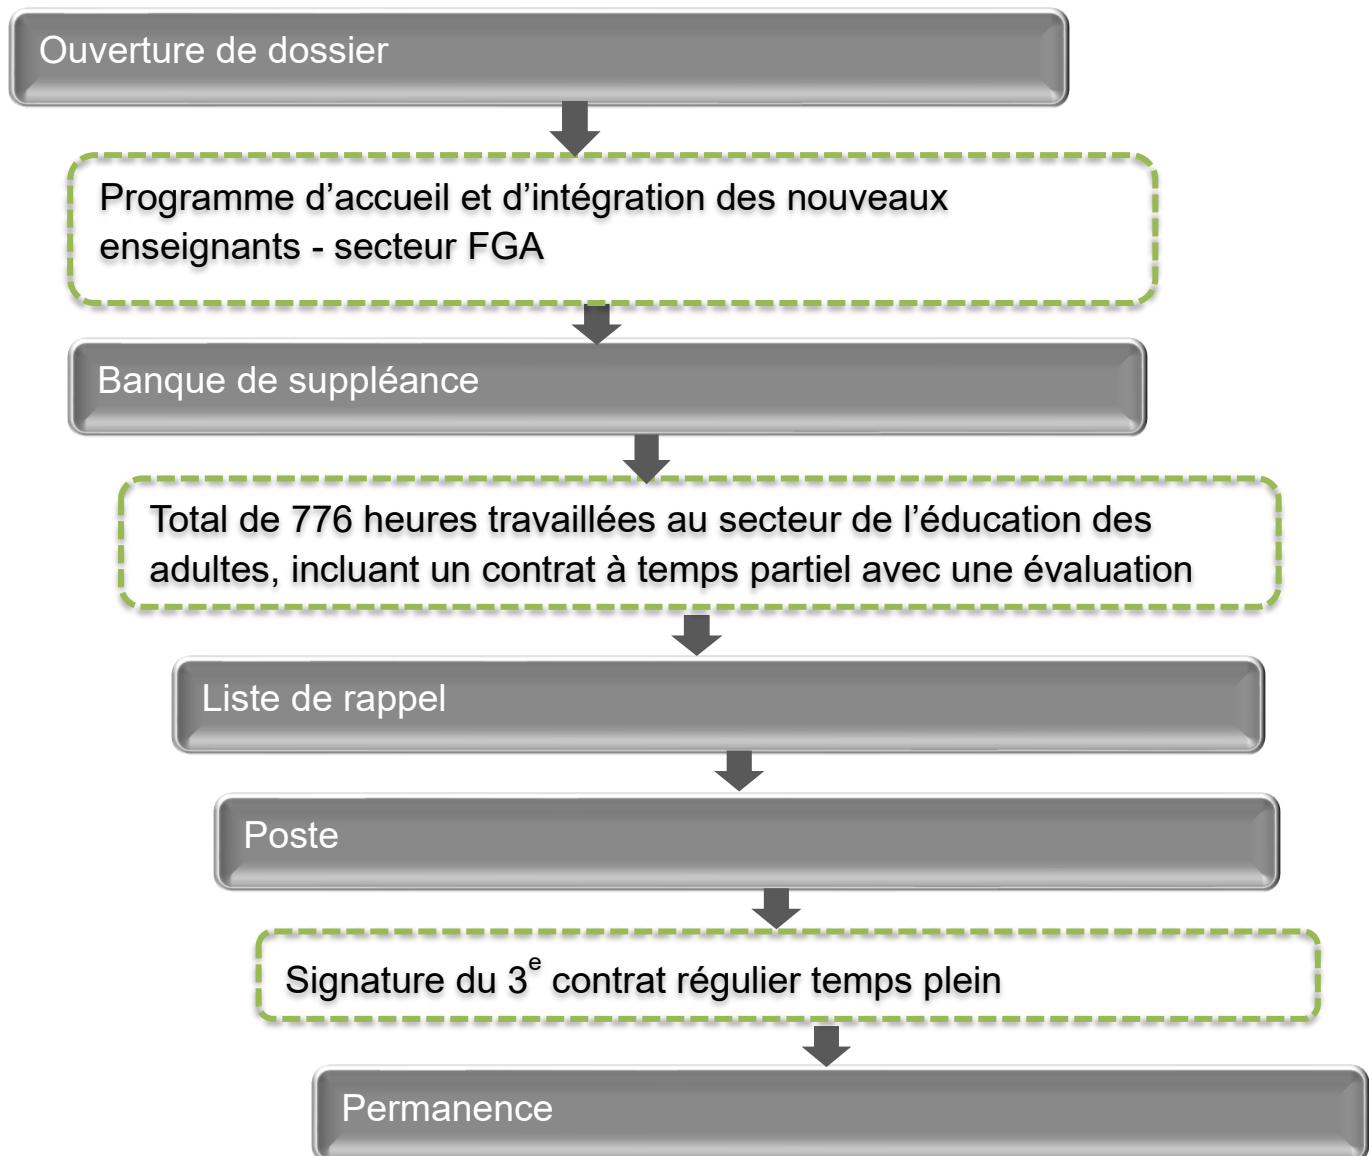 Ouverture de dossier
Programme d’accueil et d’intégration des nouveaux
enseignants - secteur FGA
Banque de suppléance
Total de 776 heures travaillées au secteur de l’éducation des
adultes, incluant un contrat à temps partiel avec une évaluation
Liste de rappel
Poste
Signature du 3e contrat régulier temps plein
Permanence